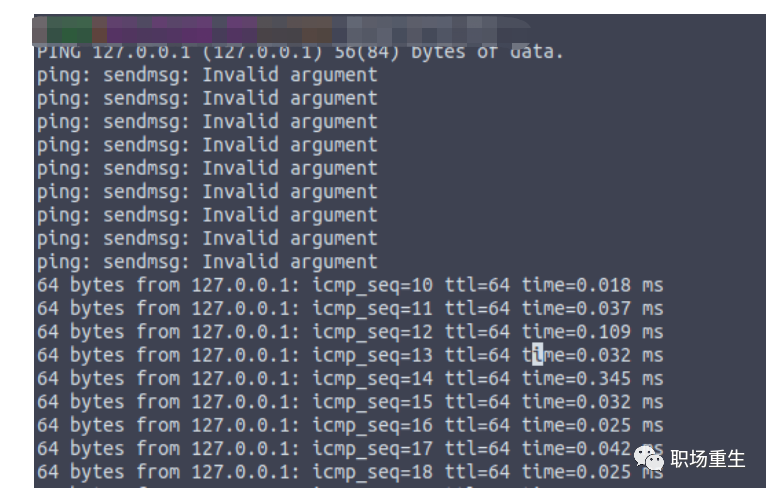 PING 127.0.0.1 (127.0.0.1) 56(84) bytes of data.
ping: sendmsg: Invalid argument
ping: sendmsg: Invalid argument
ping: sendmsg: Invalid argument
ping: sendmsg: Invalid argument
ping: sendmsg: Invalid argument
ping: sendmsg: Invalid argument
ping: sendmsg: Invalid argument
ping: sendmsg: Invalid argument
ping: sendmsg: Invalid argument
64 bytes from 127.0.0.1: icmp_seq=10 ttl=64 time=0.018 ms
64 bytes from 127.0.0.1: icmp_seq=11 ttl=64 time=0.037 ms
64 bytes from 127.0.0.1: icmp_seq=12 ttl=64 time=0.109 ms
64 bytes from 127.0.0.1: icmp_seq=13 ttl=64 time=0.032 ms
64 bytes from 127.0.0.1: icmp_seq=14 ttl=64 time=0.345 ms
64 bytes from 127.0.0.1: icmp_seq=15 ttl=64 time=0.032 ms
64 bytes from 127.0.0.1: icmp_seq=16 ttl=64 time=0.025 ms
64 bytes from 127.0.0.1: icmp_seq=17 ttl=64 time=0.042 ms
64 bytes from 127.0.0.1: icmp_seq=18 ttl=64 time=0.025 ms
职场重生